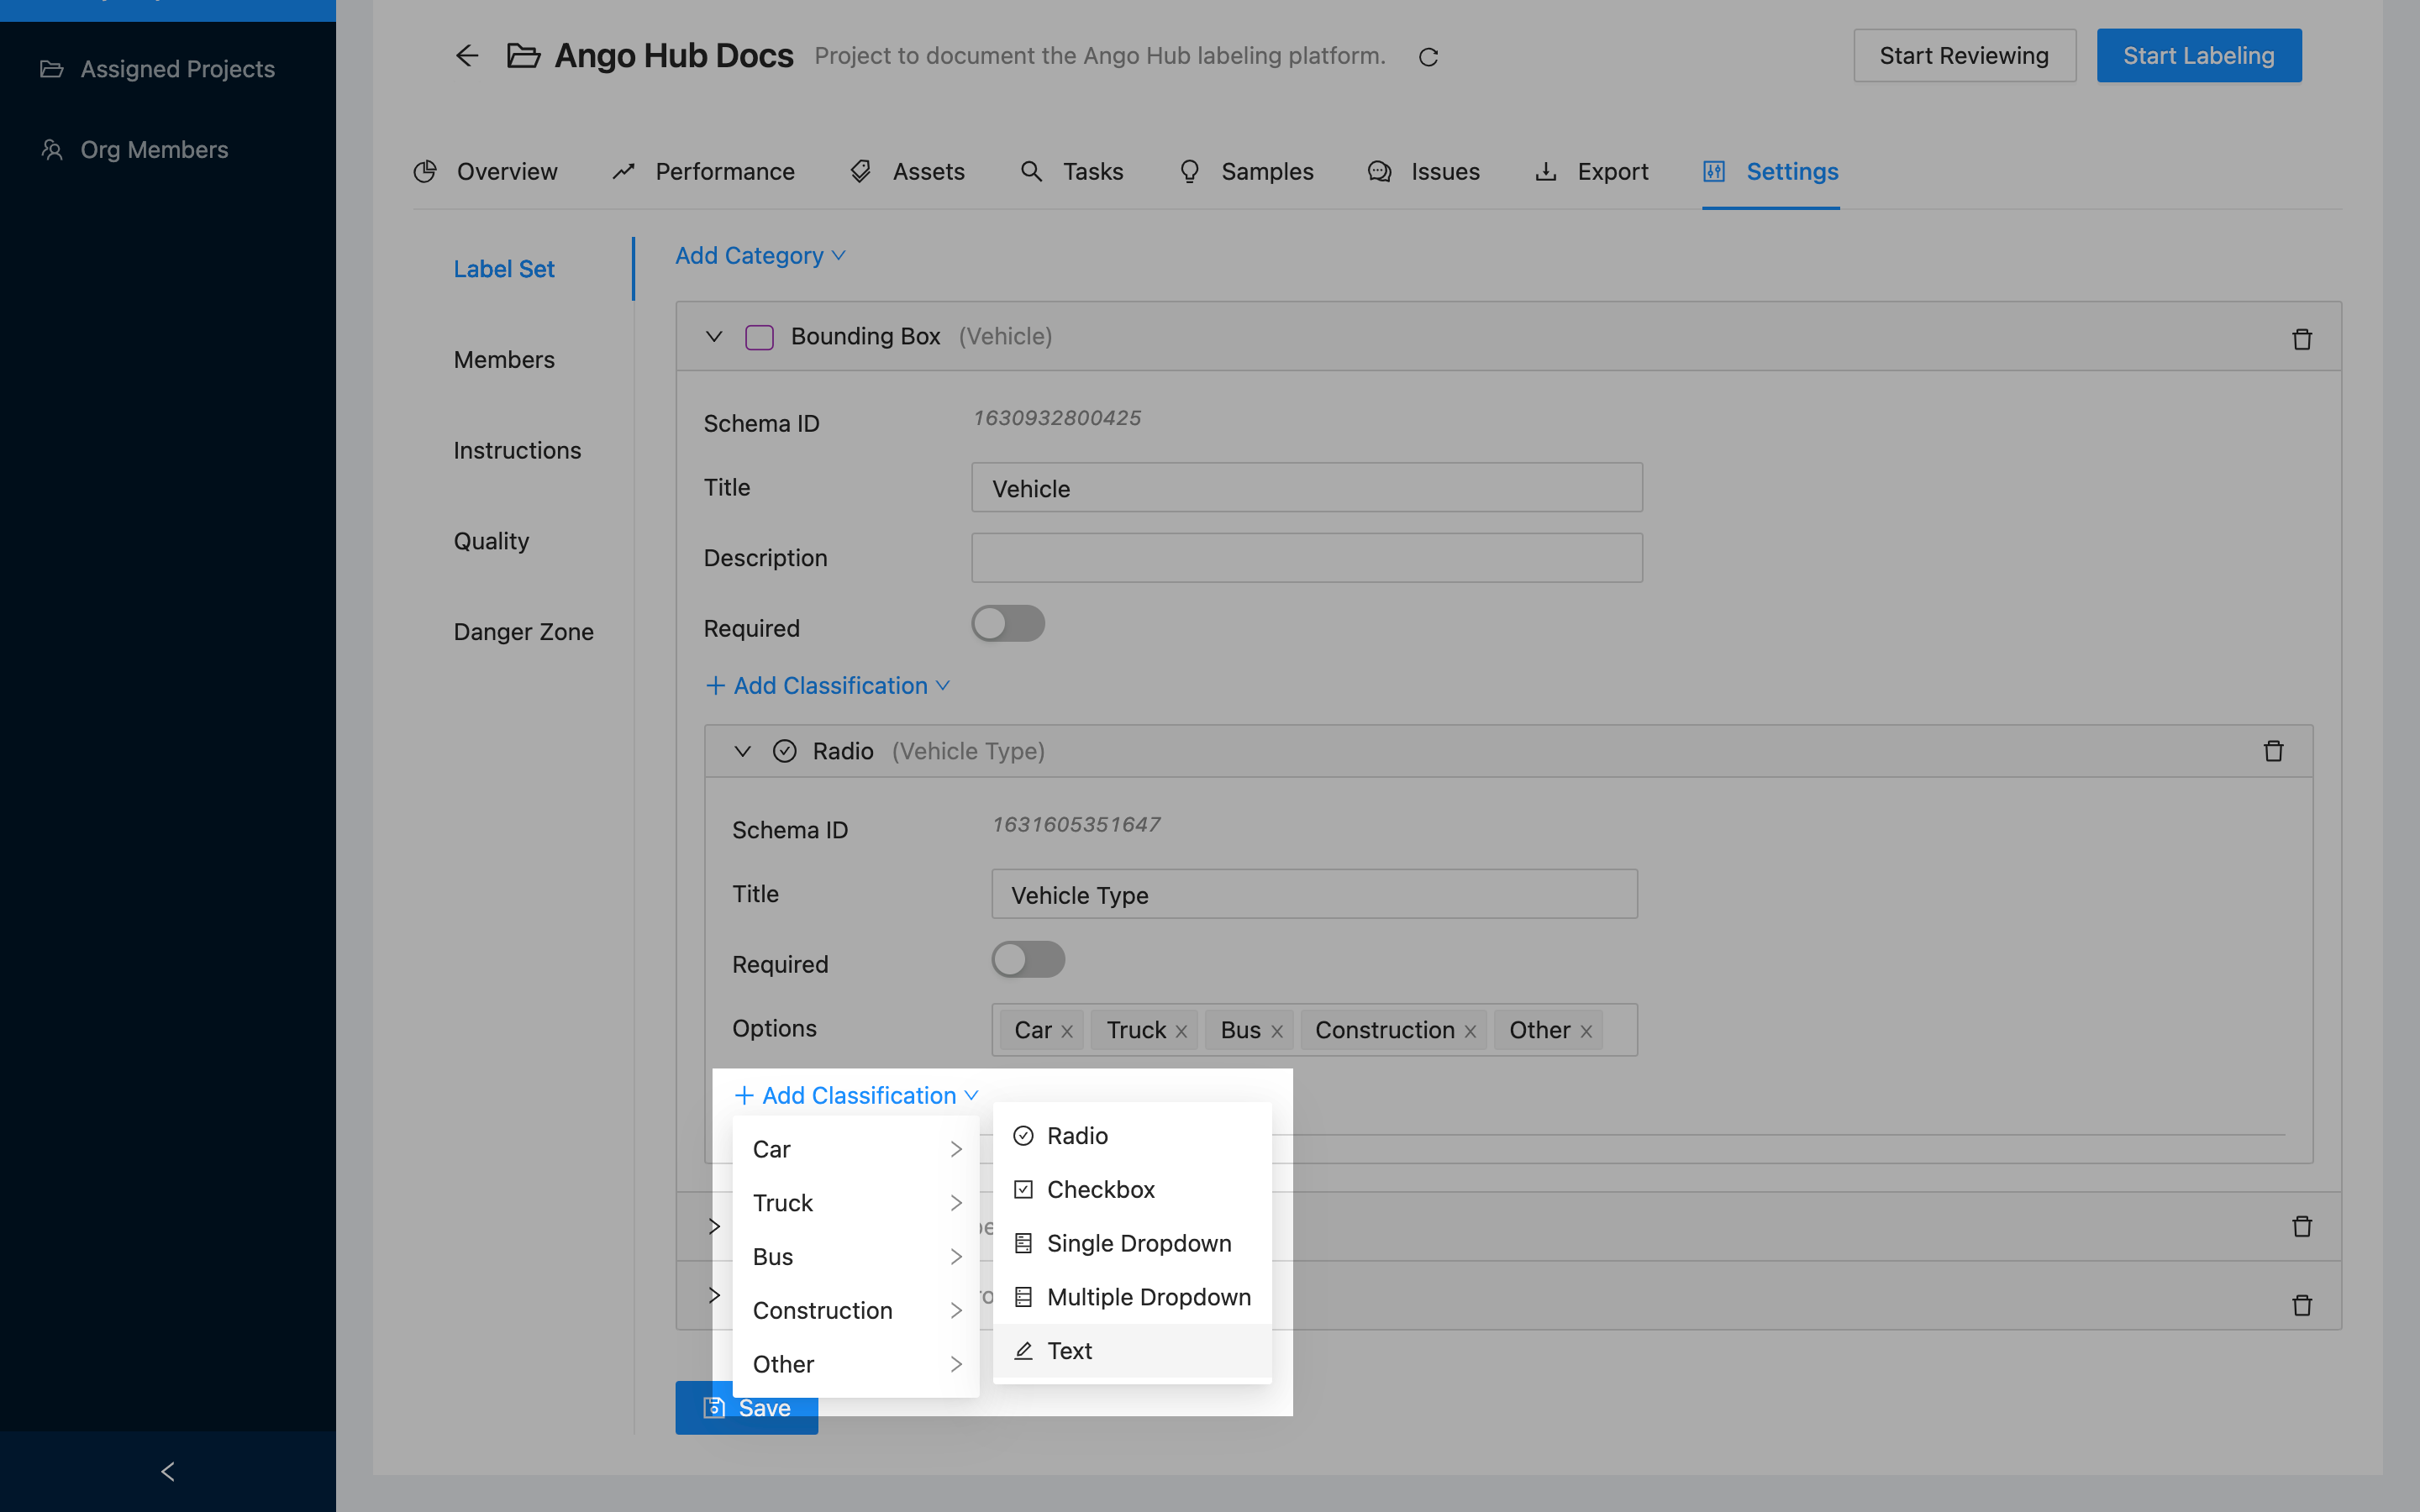 Assigned Projects
Org Members
Ango Hub Docs Project to document the Ango Hub labeling platform.
Start Reviewing Start Labeling
Overview Performance Assets Tasks Samples Issues Export Settings
Label Set
Members
Instructions
Quality
Danger Zone
Add Category
Bounding Box (Vehicle)
Schema ID 1630932800425
Title Vehicle
Description
Required
+ Add Classification
Radio (Vehicle Type)
Schema ID 1631605351647
Title Vehicle Type
Required
Options Car × Truck × Bus × Construction × Other ×
+ Add Classification
Car
Truck
Bus
Construction
Other
Radio
Checkbox
Single Dropdown
Multiple Dropdown
Text
Save